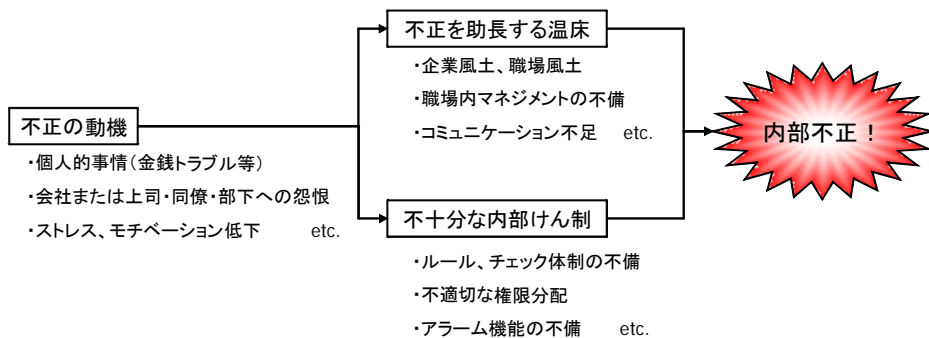 不正の動機
・個人的事情(金銭トラブル等)
・会社または上司・同僚・部下への怨恨
・ストレス、モチベーション低下 etc.
不正を助長する温床
・企業風土、職場風土
・職場内マネジメントの不備
・コミュニケーション不足 etc.
不十分な内部けん制
・ルール、チェック体制の不備
・不適切な権限分配
・アラーム機能の不備 etc.
内部不正!